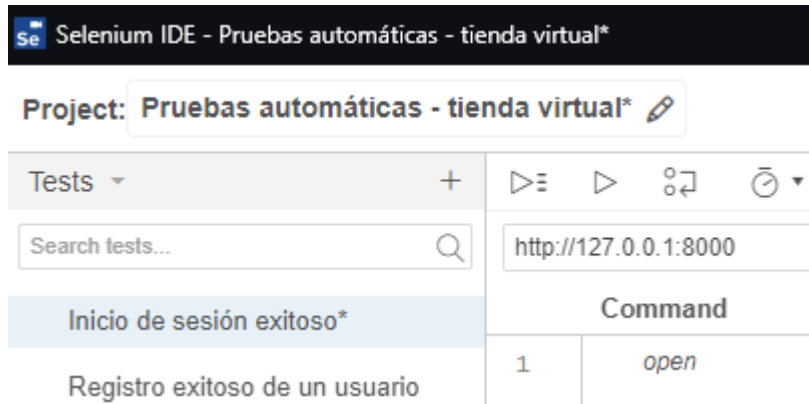 Se Selenium IDE - Pruebas automáticas - tienda virtual*
Project: Pruebas automáticas - tienda virtual*
Tests
Search tests...
http://127.0.0.1:8000
Command
Inicio de sesión exitoso*
1 open
Registro exitoso de un usuario